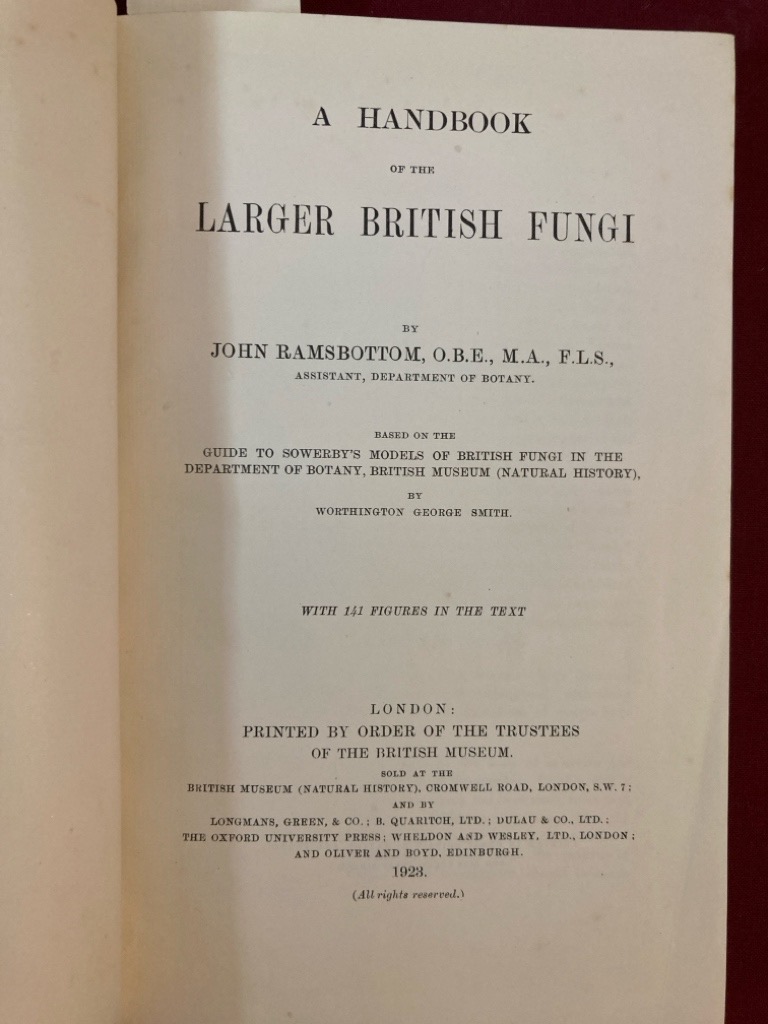 A HANDBOOK
OF THE
LARGER BRITISH FUNGI
BY
JOHN RAMSBOTTOM, O.B.E., M.A., F.L.S.,
ASSISTANT, DEPARTMENT OF BOTANY.
BASED ON THE
GUIDE TO SOWERBY'S MODELS OF BRITISH FUNGI IN THE
DEPARTMENT OF BOTANY, BRITISH MUSEUM (NATURAL HISTORY),
BY
WORTHINGTON GEORGE SMITH.
WITH 141 FIGURES IN THE TEXT
LONDON:
PRINTED BY ORDER OF THE TRUSTEES
OF THE BRITISH MUSEUM.
SOLD AT THE
BRITISH MUSEUM (NATURAL HISTORY), CROMWELL ROAD, LONDON, S.W. 7;
AND BY
LONGMANS, GREEN, & CO.; B. QUARITCH, LTD.; DULAU & CO., LTD.;
THE OXFORD UNIVERSITY PRESS; WHELDON AND WESLEY, LTD., LONDON;
AND OLIVER AND BOYD, EDINBURGH.
1923.
(All rights reserved.)